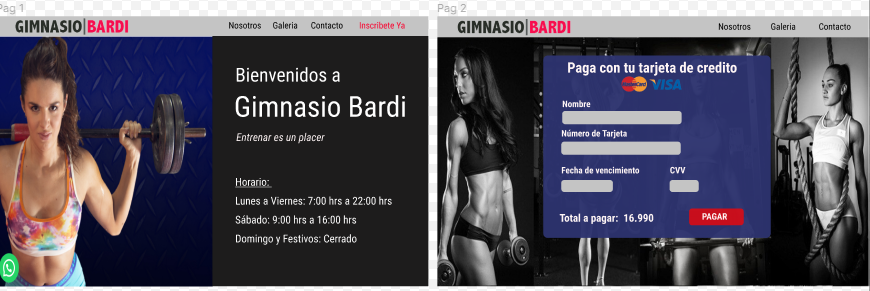 Pag 1
GIMNASIO|BARDI
Nosotros Galeria Contacto Inscribete Ya
Bienvenidos a
Gimnasio Bardi
Entrenar es un placer
Horario:
Lunes a Viernes: 7:00 hrs a 22:00 hrs
Sábado: 9:00 hrs a 16:00 hrs
Domingo y Festivos: Cerrado
Pag 2
GIMNASIO|BARDI
Nosotros Galeria Contacto
Paga con tu tarjeta de credito
MasterCard VISA
Nombre
Número de Tarjeta
Fecha de vencimiento CVV
Total a pagar: 16.990
PAGAR